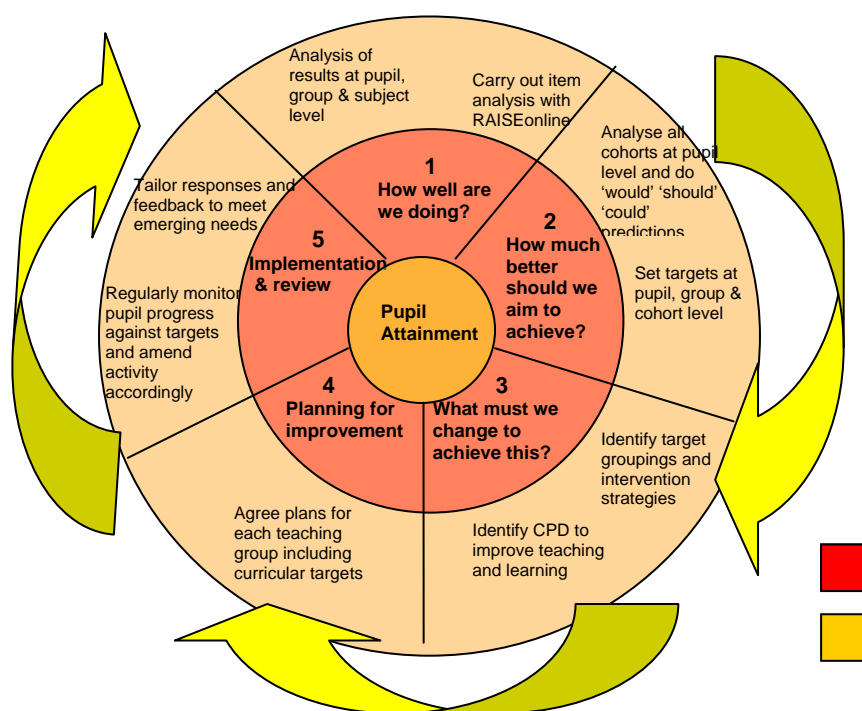 Analysis of
results at pupil,
group & subject
level
Carry out item
analysis with
RAISEonline
Analyse all
cohorts at pupil
level and do
‘would’ ‘should’
‘could’
predictions
Set targets at
pupil, group &
cohort level
Identify target
groupings and
intervention
strategies
Identify CPD to
improve teaching
and learning
Agree plans for
each teaching
group including
curricular targets
Regularly monitor
pupil progress
against targets
and amend
activity
accordingly
Tailor responses and
feedback to meet
emerging needs
1
How well are
we doing?
2
How much
better
should we
aim to
achieve?
3
What must we
change to
achieve this?
4
Planning for
improvement
5
Implementation
& review
Pupil
Attainment